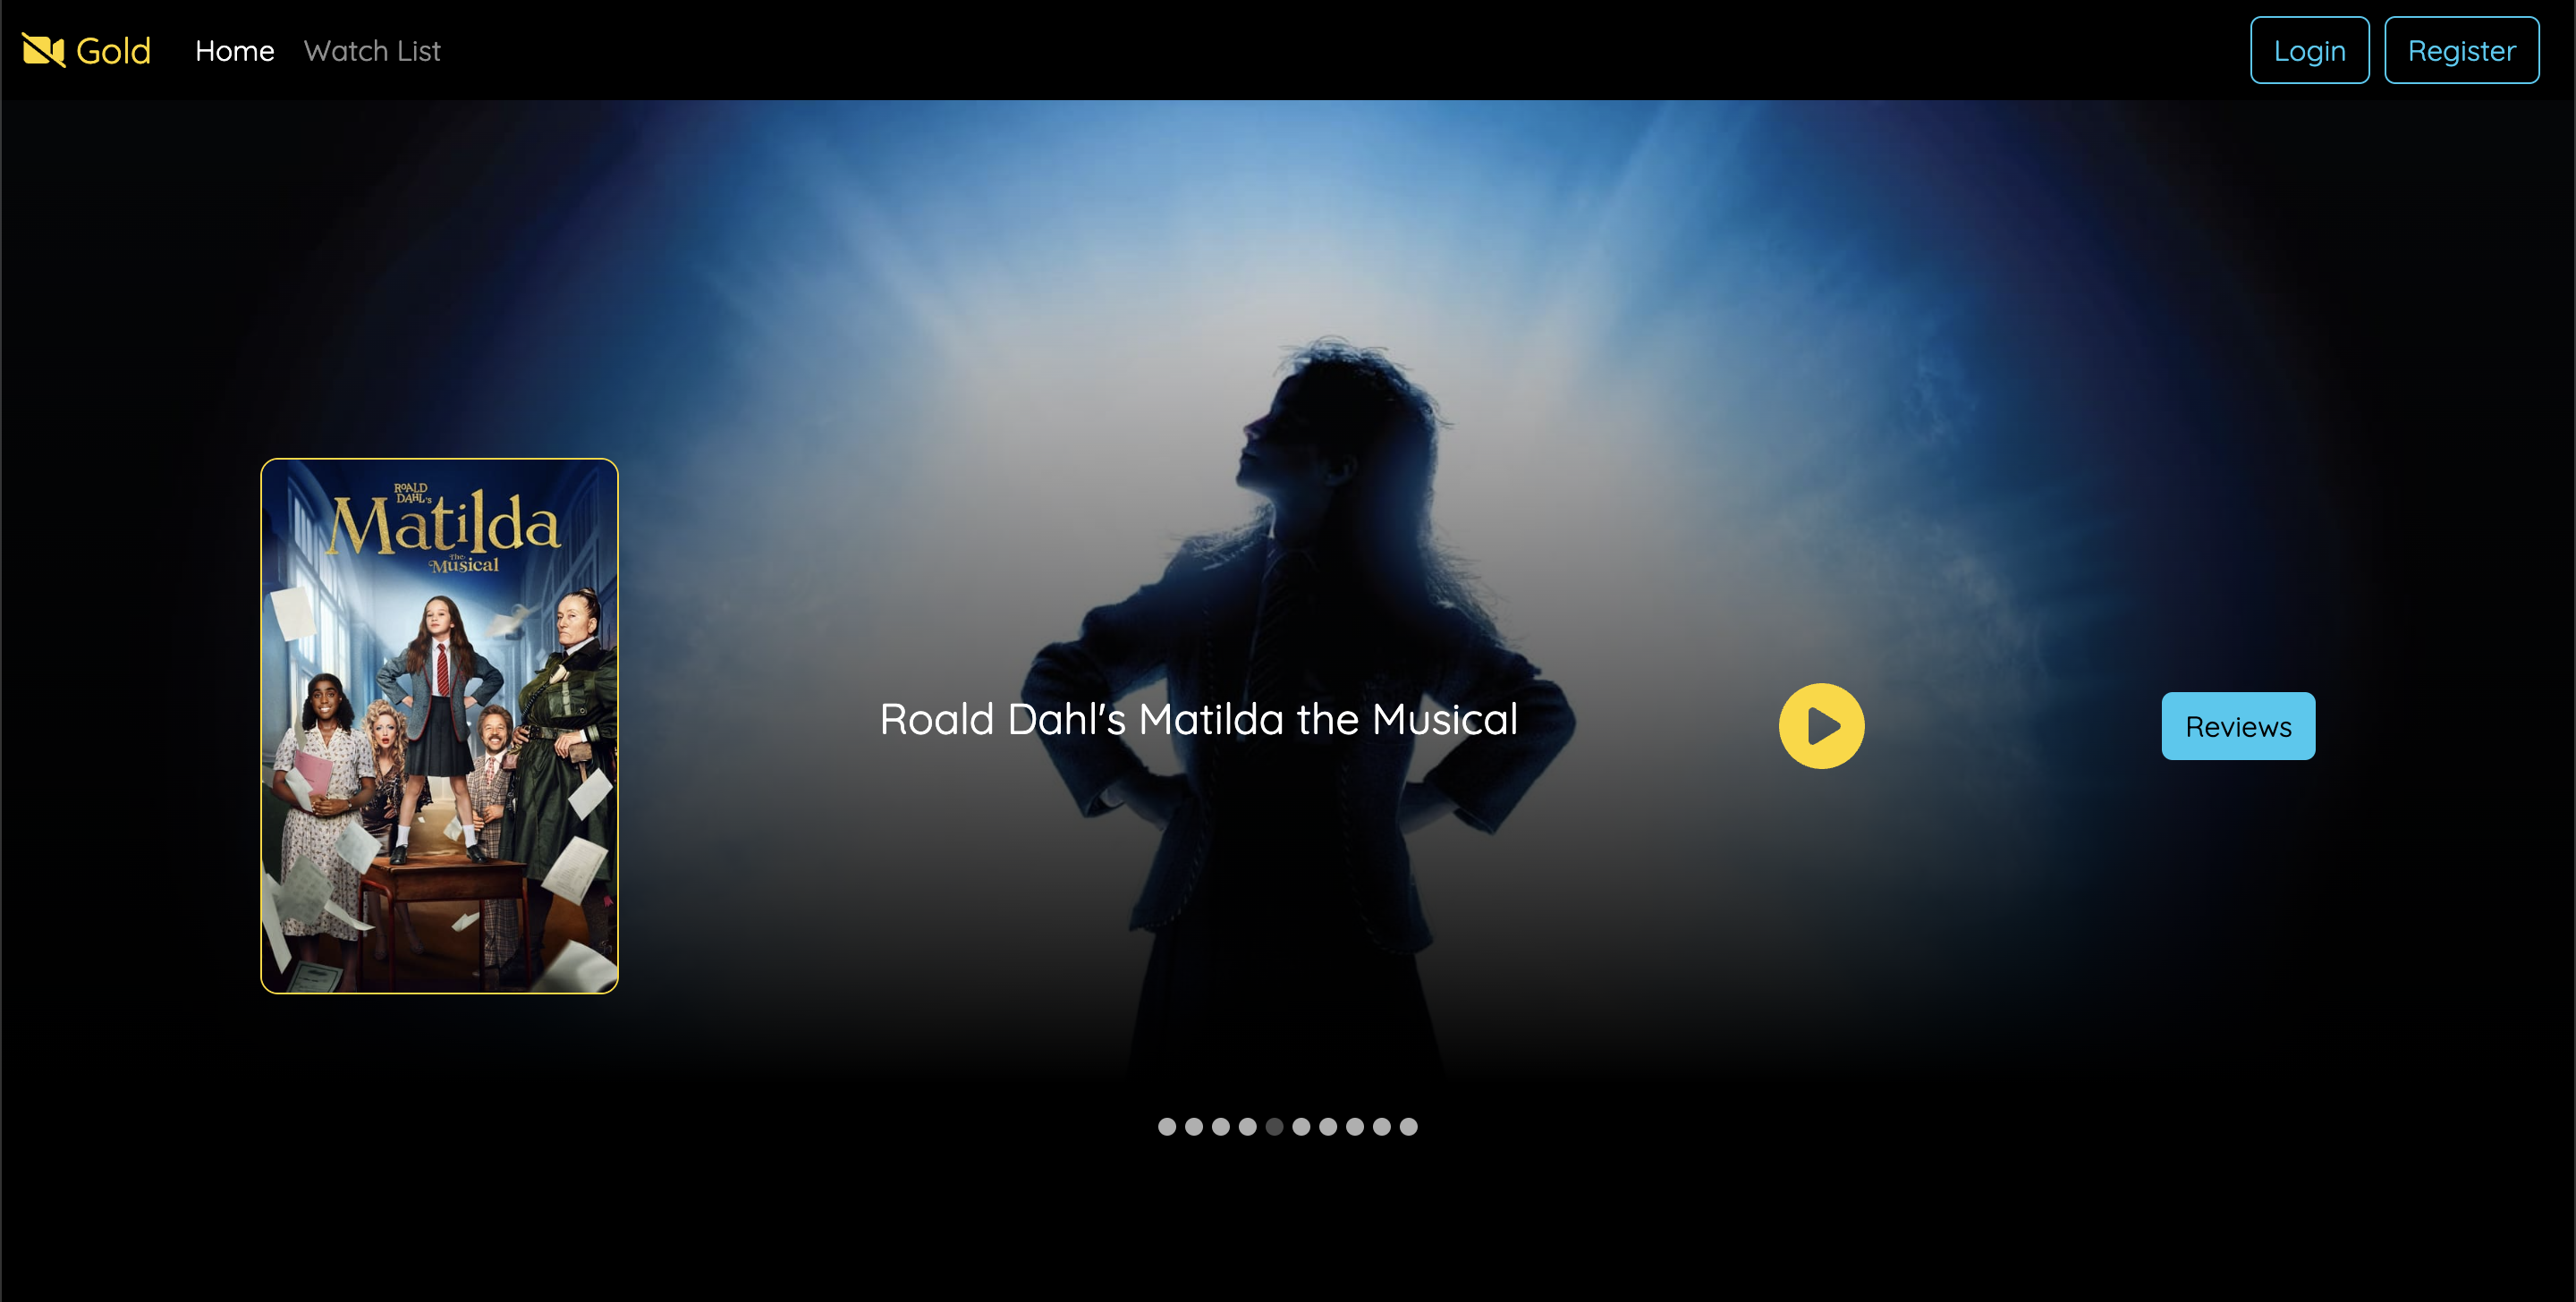 Gold
Home
Watch List
Login
Register
ROALD
DAHL's
Matilda
The
Musical
Roald Dahl's Matilda the Musical
Reviews